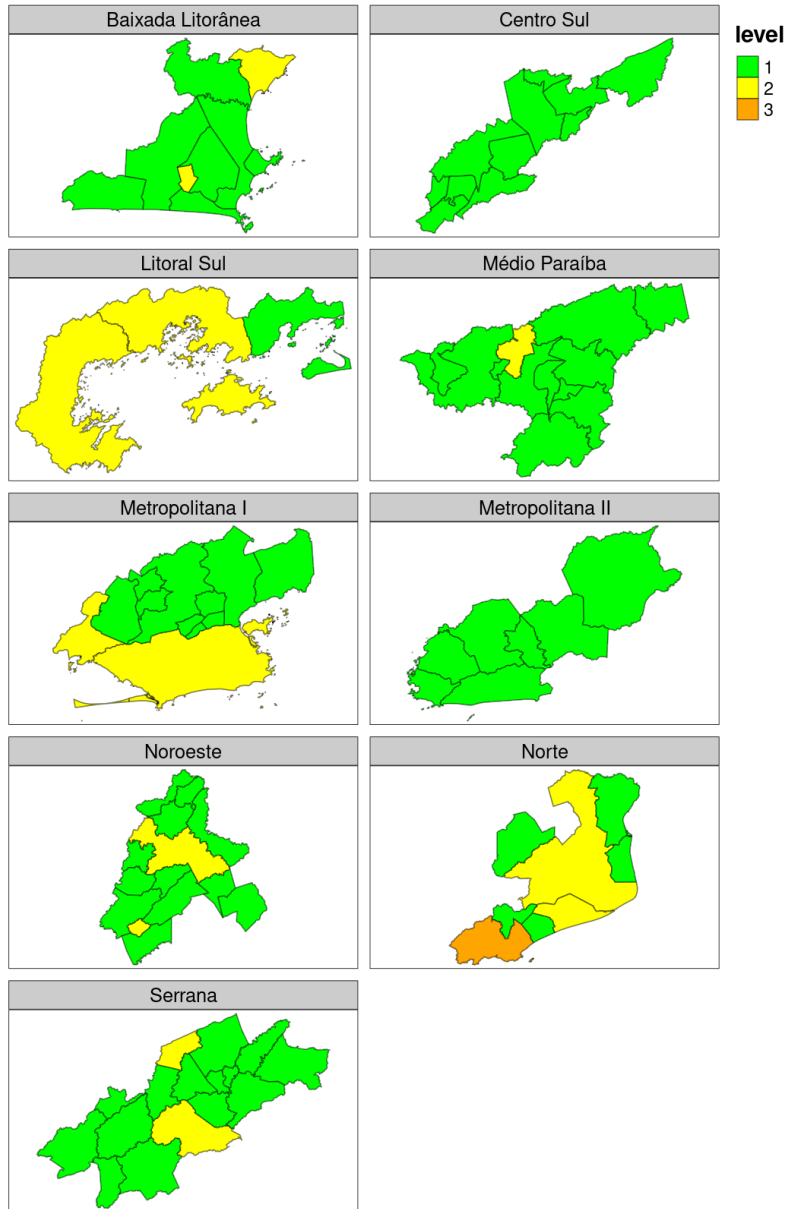 Baixada Litorânea
Centro Sul
level
1
2
3
Litoral Sul
Médio Paraíba
Metropolitana I
Metropolitana II
Noroeste
Norte
Serrana